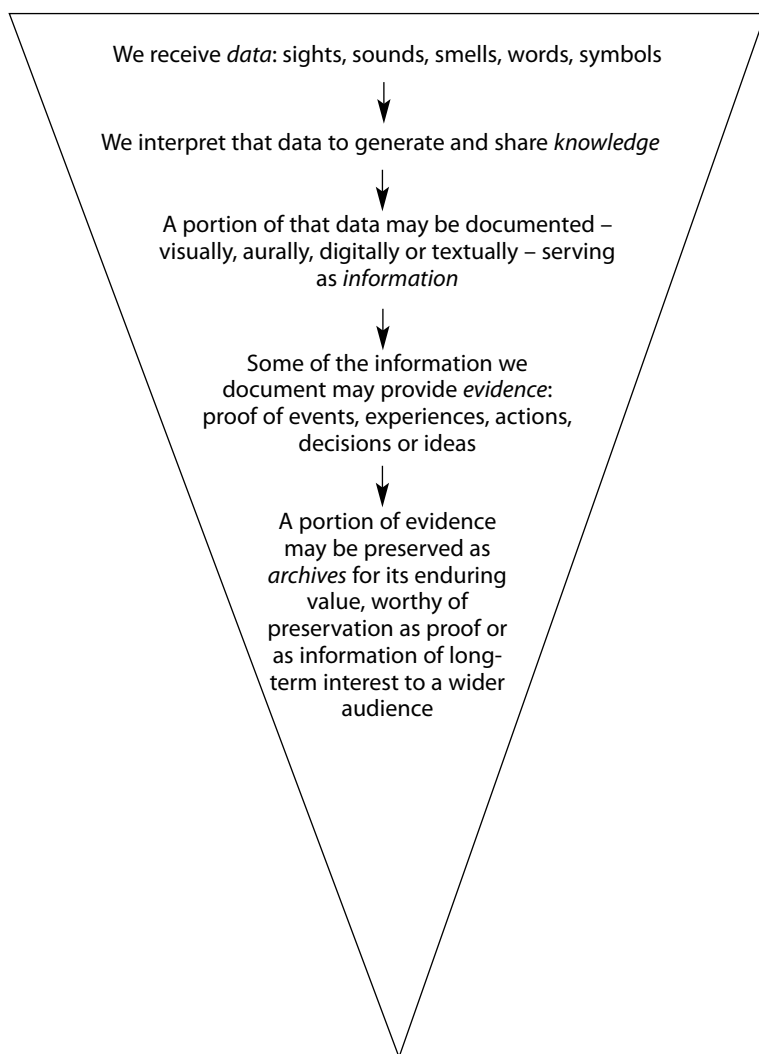 We receive data: sights, sounds, smells, words, symbols
We interpret that data to generate and share knowledge
A portion of that data may be documented –
visually, aurally, digitally or textually – serving
as information
Some of the information we
document may provide evidence:
proof of events, experiences, actions,
decisions or ideas
A portion of evidence
may be preserved as
archives for its enduring
value, worthy of
preservation as proof or
as information of long-
term interest to a wider
audience